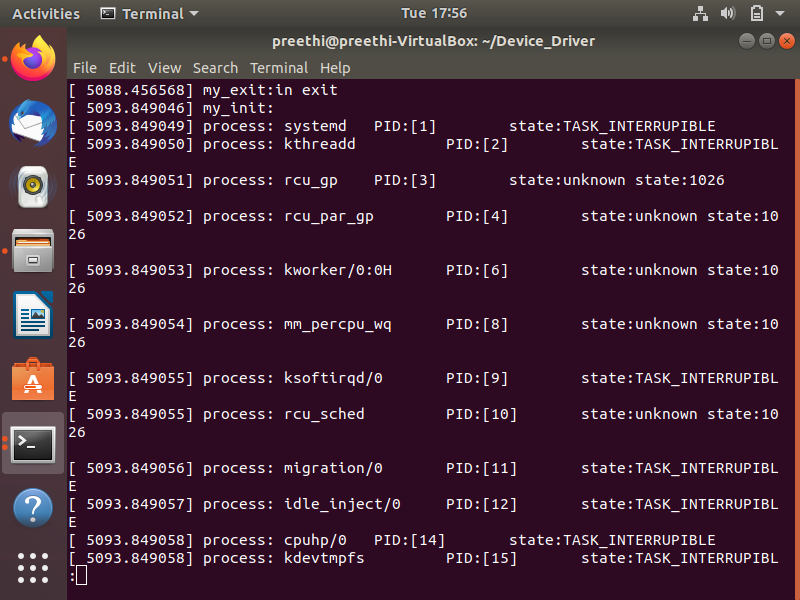 Activities Terminal Tue 17:56
preethi@preethi-VirtualBox: ~/Device_Driver
File Edit View Search Terminal Help
[ 5088.456568] my_exit:in exit
[ 5093.849046] my_init:
[ 5093.849049] process: systemd PID:[1] state:TASK_INTERRUPIBLE
[ 5093.849050] process: kthreadd PID:[2] state:TASK_INTERRUPIBL
E
[ 5093.849051] process: rcu_gp PID:[3] state:unknown state:1026
[ 5093.849052] process: rcu_par_gp PID:[4] state:unknown state:10
26
[ 5093.849053] process: kworker/0:0H PID:[6] state:unknown state:10
26
[ 5093.849054] process: mm_percpu_wq PID:[8] state:unknown state:10
26
[ 5093.849055] process: ksoftirqd/0 PID:[9] state:TASK_INTERRUPIBL
E
[ 5093.849055] process: rcu_sched PID:[10] state:unknown state:10
26
[ 5093.849056] process: migration/0 PID:[11] state:TASK_INTERRUPIBL
E
[ 5093.849057] process: idle_inject/0 PID:[12] state:TASK_INTERRUPIBL
E
[ 5093.849058] process: cpuhp/0 PID:[14] state:TASK_INTERRUPIBLE
[ 5093.849058] process: kdevtmpfs PID:[15] state:TASK_INTERRUPIBL
: